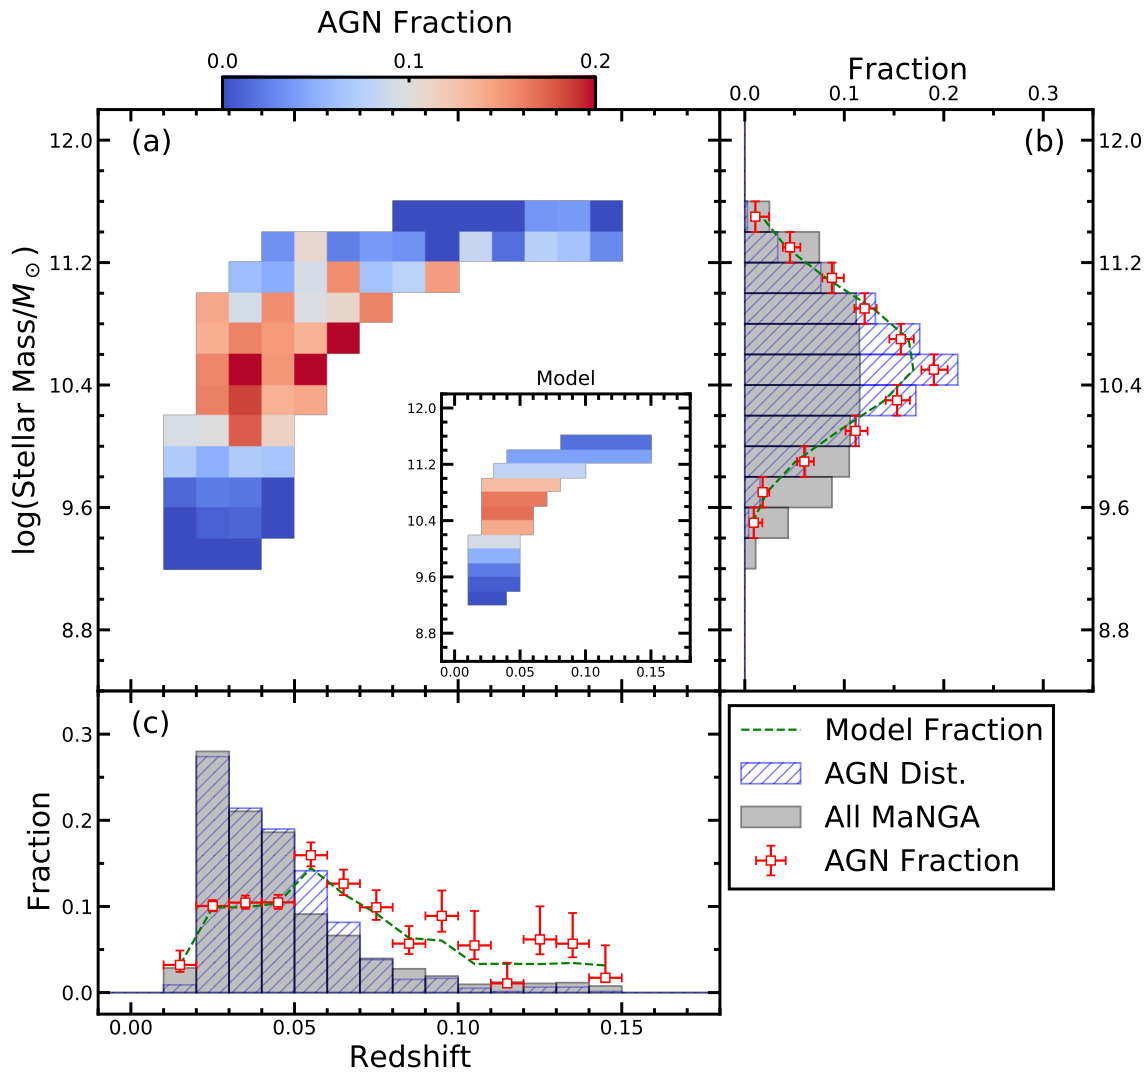 AGN Fraction
0.0 0.1 0.2
Fraction
0.0 0.1 0.2 0.3
(a)
(b)
12.0
11.2
10.4
9.6
8.8
log(Stellar Mass/M⊙)
12.0
11.2
10.4
9.6
8.8
Model
12.0
11.2
10.4
9.6
8.8
0.00 0.05 0.10 0.15
(c)
0.3
0.2
0.1
0.0
Fraction
0.00 0.05 0.10 0.15
Redshift
Model Fraction
AGN Dist.
All MaNGA
AGN Fraction